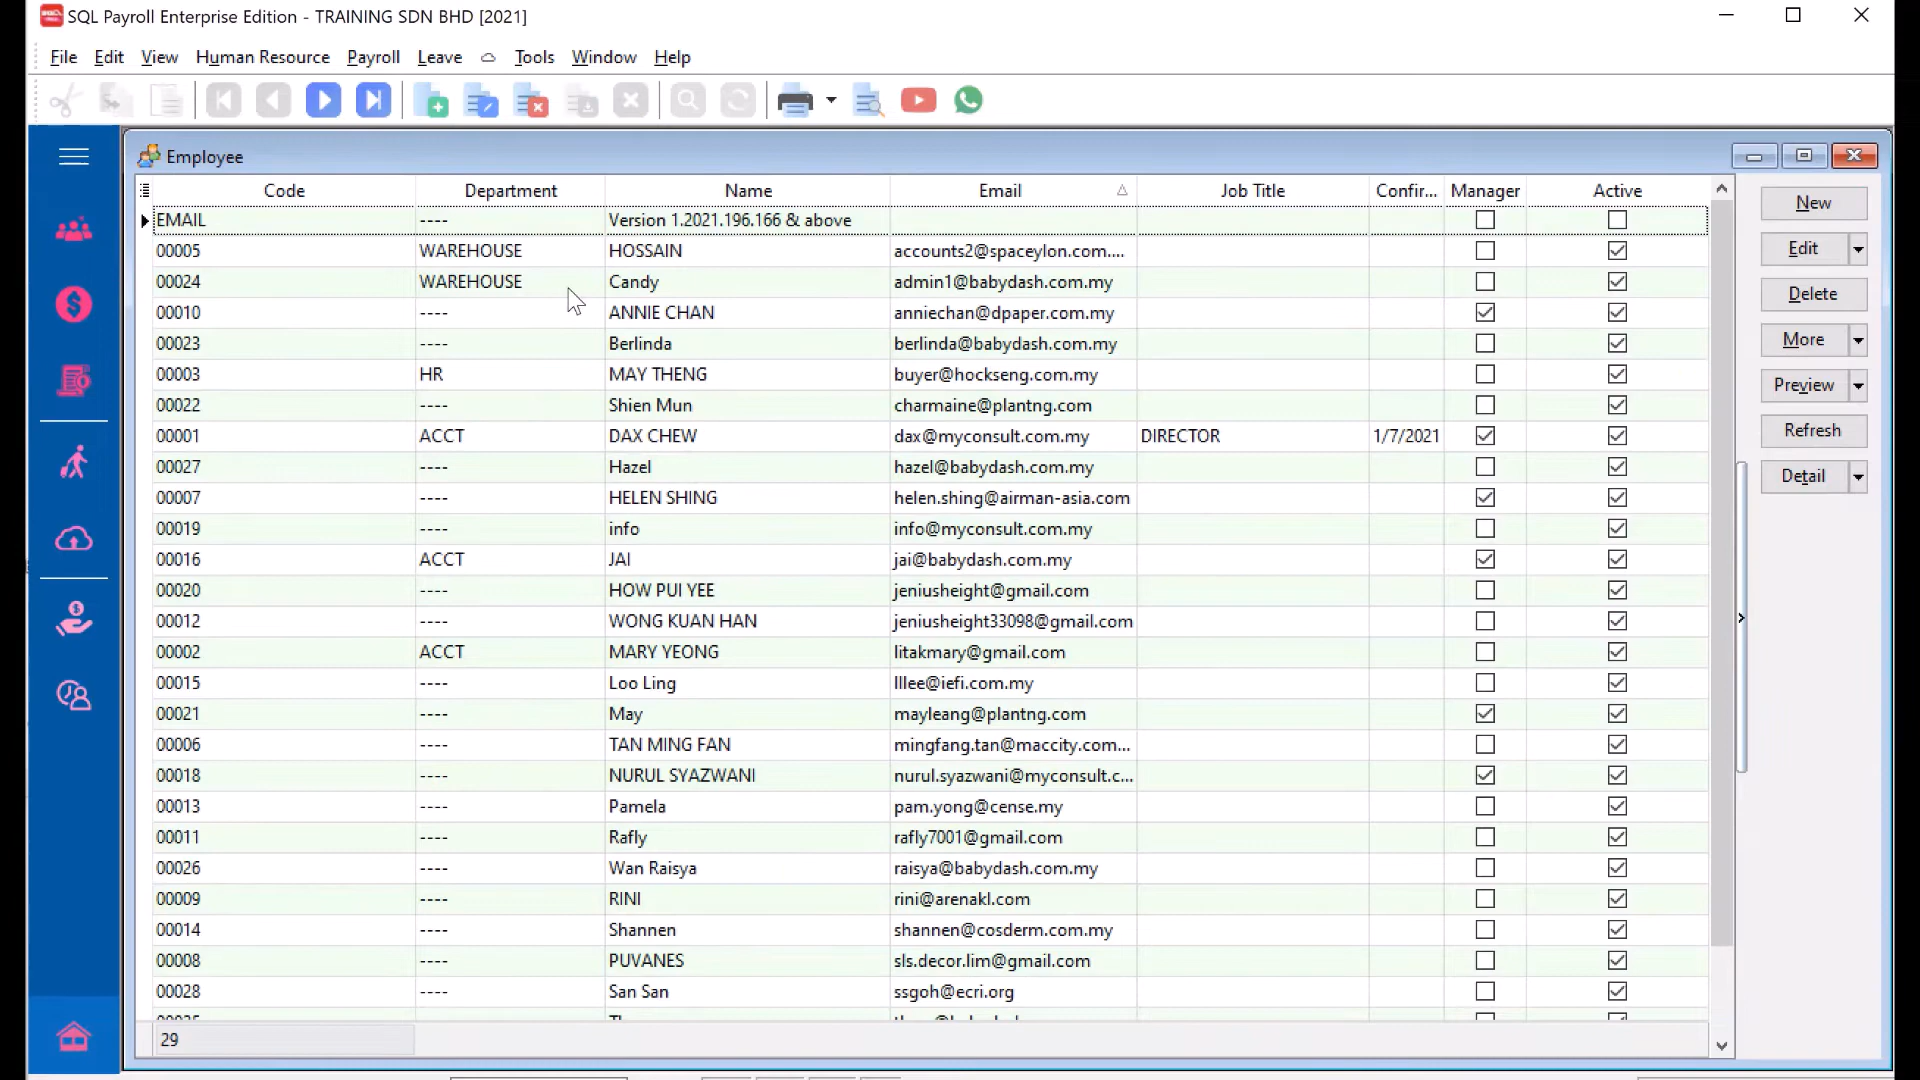 SQL Payroll Enterprise Edition - TRAINING SDN BHD [2021]
File Edit View Human Resource Payroll Leave Tools Window Help
Employee
Code Department Name Email Job Title Confir... Manager Active
EMAIL ---- Version 1.2021.196.166 & above
00005 WAREHOUSE HOSSAIN accounts2@spaceylon.com....
00024 WAREHOUSE Candy admin1@babydash.com.my
00010 ---- ANNIE CHAN anniechan@dpaper.com.my
00023 ---- Berlinda berlinda@babydash.com.my
00003 HR MAY THENG buyer@hockseng.com.my
00022 ---- Shien Mun charmaine@plantng.com
00001 ACCT DAX CHEW dax@myconsult.com.my DIRECTOR 1/7/2021
00027 ---- Hazel hazel@babydash.com.my
00007 ---- HELEN SHING helen.shing@airman-asia.com
00019 ---- info info@myconsult.com.my
00016 ACCT JAI jai@babydash.com.my
00020 ---- HOW PUI YEE jeniusheight@gmail.com
00012 ---- WONG KUAN HAN jeniusheight33098@gmail.com
00002 ACCT MARY YEONG litakmary@gmail.com
00015 ---- Loo Ling lllee@iefi.com.my
00021 ---- May mayleang@plantng.com
00006 ---- TAN MING FAN mingfang.tan@maccity.com...
00018 ---- NURUL SYAZWANI nurul.syazwani@myconsult.c...
00013 ---- Pamela pam.yong@cense.my
00011 ---- Rafly rafly7001@gmail.com
00026 ---- Wan Raisya raisya@babydash.com.my
00009 ---- RINI rini@arenakl.com
00014 ---- Shannen shannen@cosderm.com.my
00008 ---- PUVANES sls.decor.lim@gmail.com
00028 ---- San San ssgoh@ecri.org
29
New
Edit
Delete
More
Preview
Refresh
Detail